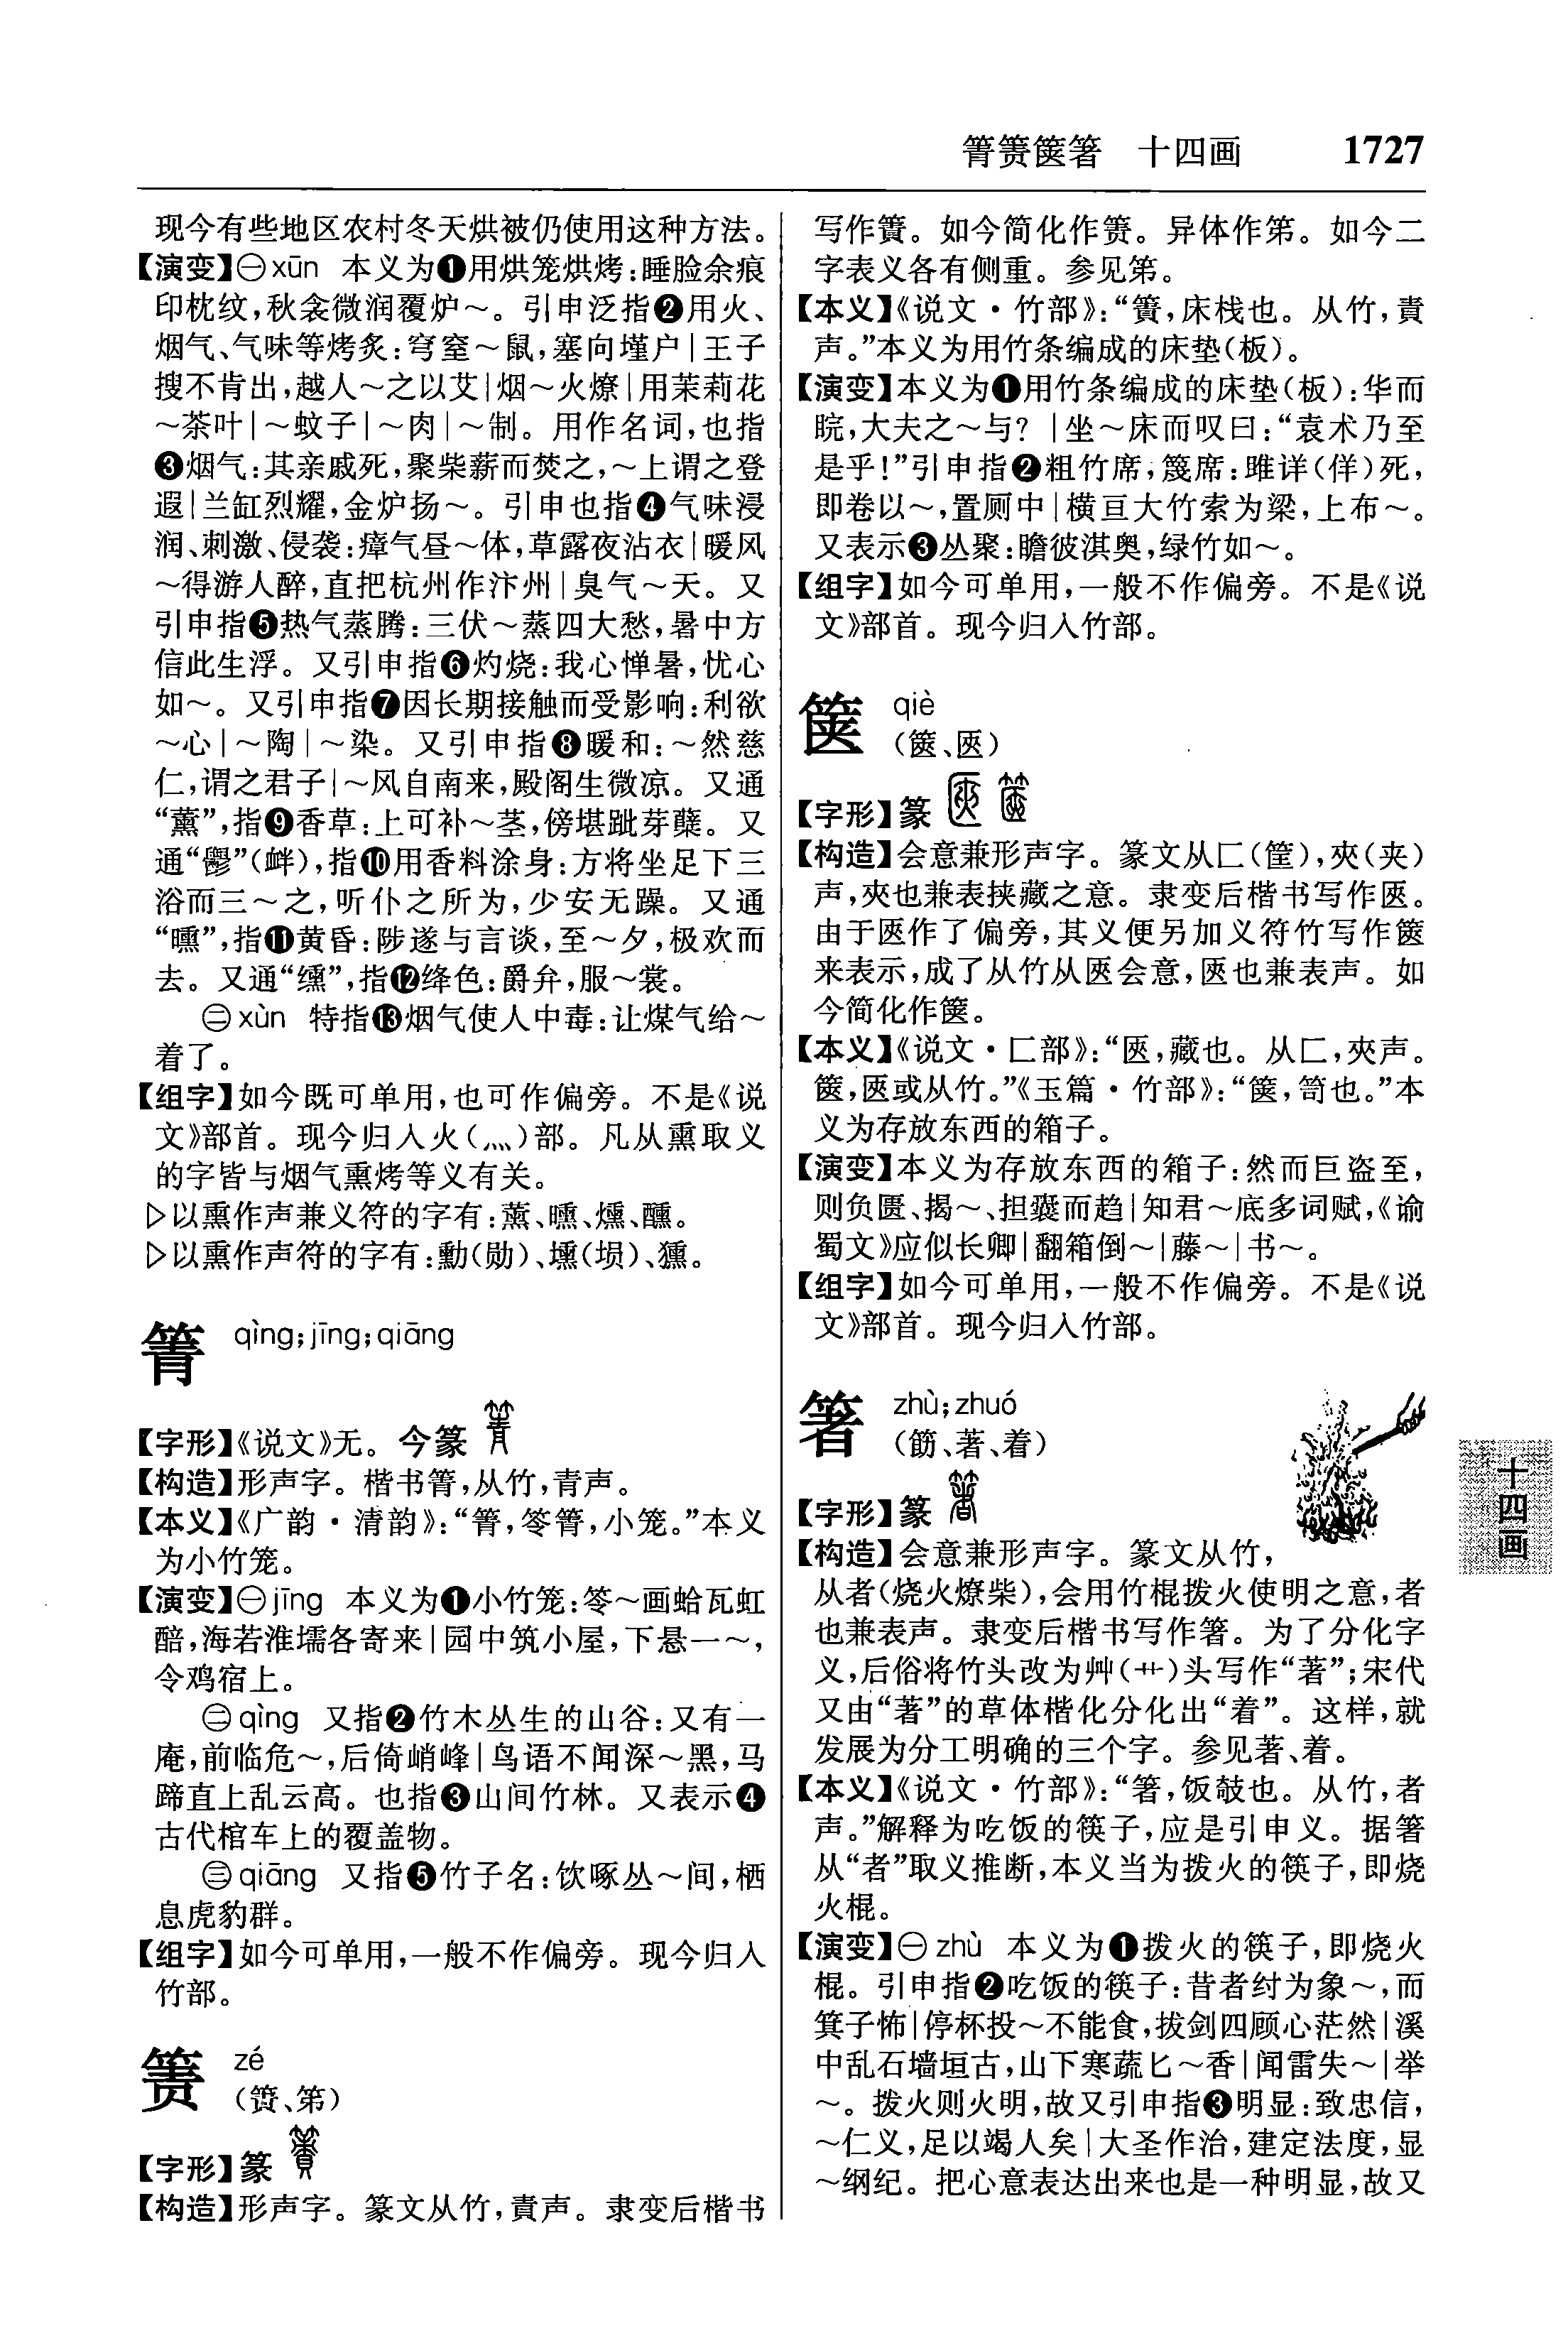 箐箦箧箸　十四画　1727
现今有些地区农村冬天烘被仍使用这种方法。
【演变】㊀xūn　本义为❶用烘笼烘烤：睡脸余痕
印枕纹，秋衾微润覆炉～。引申泛指❷用火、
烟气、气味等烤炙：穹窒～鼠，塞向墐户|王子
搜不肯出，越人～之以艾|烟～火燎|用茉莉花
～茶叶|～蚊子|～肉|～制。用作名词，也指
❸烟气：其亲戚死，聚柴薪而焚之，～上谓之登
遐|兰缸烈耀，金炉扬～。引申也指❹气味浸
润、刺激、侵袭：瘴气昼～体，草露夜沾衣|暖风
～得游人醉，直把杭州作汴州|臭气～天。又
引申指❺热气蒸腾：三伏～蒸四大愁，暑中方
信此生浮。又引申指❻灼烧：我心惮暑，忧心
如～。又引申指❼因长期接触而受影响：利欲
～心|～陶|～染。又引申指❽暖和：～然慈
仁，谓之君子|～风自南来，殿阁生微凉。又通
“薰”，指❾香草：上可补～茎，傍堪跐芽蘖。又
通“釁”(衅)，指❿用香料涂身：方将坐足下三
浴而三～之，听仆之所为，少安无躁。又通
“曛”，指⓫黄昏：陟遂与言谈，至～夕，极欢而
去。又通“纁”，指⓬绛色：爵弁，服～裳。
㊁xùn　特指⓭烟气使人中毒：让煤气给～
着了。
【组字】如今既可单用，也可作偏旁。不是《说
文》部首。现今归入火(灬)部。凡从熏取义
的字皆与烟气熏烤等义有关。
▷以熏作声兼义符的字有：薰、曛、燻、醺。
▷以熏作声符的字有：勳(勋)、壎(埙)、獯。
箐　qìng；jīng；qiāng
【字形】《说文》无。今篆
【构造】形声字。楷书箐，从竹，青声。
【本义】《广韵·清韵》：“箐，笭箐，小笼。”本义
为小竹笼。
【演变】㊀jīng　本义为❶小竹笼：笭～画蛤瓦虹
醅，海若淮壖各寄来|园中筑小屋，下悬一～，
令鸡宿上。
㊁qìng　又指❷竹木丛生的山谷：又有一
庵，前临危～，后倚峭峰|鸟语不闻深～黑，马
蹄直上乱云高。也指❸山间竹林。又表示❹
古代棺车上的覆盖物。
㊂qiāng　又指❺竹子名：饮啄丛～间，栖
息虎豹群。
【组字】如今可单用，一般不作偏旁。现今归入
竹部。
箦　zé
(簀、笫)
【字形】篆
【构造】形声字。篆文从竹，責声。隶变后楷书
写作簀。如今简化作箦。异体作笫。如今二
字表义各有侧重。参见笫。
【本义】《说文·竹部》：“簀，床栈也。从竹，責
声。”本义为用竹条编成的床垫(板)。
【演变】本义为❶用竹条编成的床垫(板)：华而
睆，大夫之～与？|坐～床而叹曰：“袁术乃至
是乎！”引申指❷粗竹席，篾席：雎详(佯)死，
即卷以～，置厕中|横亘大竹索为梁，上布～。
又表示❸丛聚：瞻彼淇奥，绿竹如～。
【组字】如今可单用，一般不作偏旁。不是《说
文》部首。现今归入竹部。
箧　qiè
(篋、匧)
【字形】篆
【构造】会意兼形声字。篆文从匚(筐)，夾(夹)
声，夾也兼表挟藏之意。隶变后楷书写作匧。
由于匧作了偏旁，其义便另加义符竹写作篋
来表示，成了从竹从匧会意，匧也兼表声。如
今简化作箧。
【本义】《说文·匚部》：“匧，藏也。从匚，夾声。
篋，匧或从竹。”《玉篇·竹部》：“篋，笥也。”本
义为存放东西的箱子。
【演变】本义为存放东西的箱子：然而巨盗至，
则负匮、揭～、担囊而趋|知君～底多词赋，《谕
蜀文》应似长卿|翻箱倒～|藤～|书～。
【组字】如今可单用，一般不作偏旁。不是《说
文》部首。现今归入竹部。
箸　zhù；zhuó
(筯、著、着)
【字形】篆
【构造】会意兼形声字。篆文从竹，
从者(烧火燎柴)，会用竹棍拨火使明之意，者
也兼表声。隶变后楷书写作箸。为了分化字
义，后俗将竹头改为艸(艹)头写作“著”；宋代
又由“著”的草体楷化分化出“着”。这样，就
发展为分工明确的三个字。参见著、着。
【本义】《说文·竹部》：“箸，饭攲也。从竹，者
声。”解释为吃饭的筷子，应是引申义。据箸
从“者”取义推断，本义当为拨火的筷子，即烧
火棍。
【演变】㊀zhù　本义为❶拨火的筷子，即烧火
棍。引申指❷吃饭的筷子：昔者纣为象～，而
箕子怖|停杯投～不能食，拔剑四顾心茫然|溪
中乱石墙垣古，山下寒蔬匕～香|闻雷失～|举
～。拨火则火明，故又引申指❸明显：致忠信，
～仁义，足以竭人矣|大圣作治，建定法度，显
～纲纪。把心意表达出来也是一种明显，故又
十四画